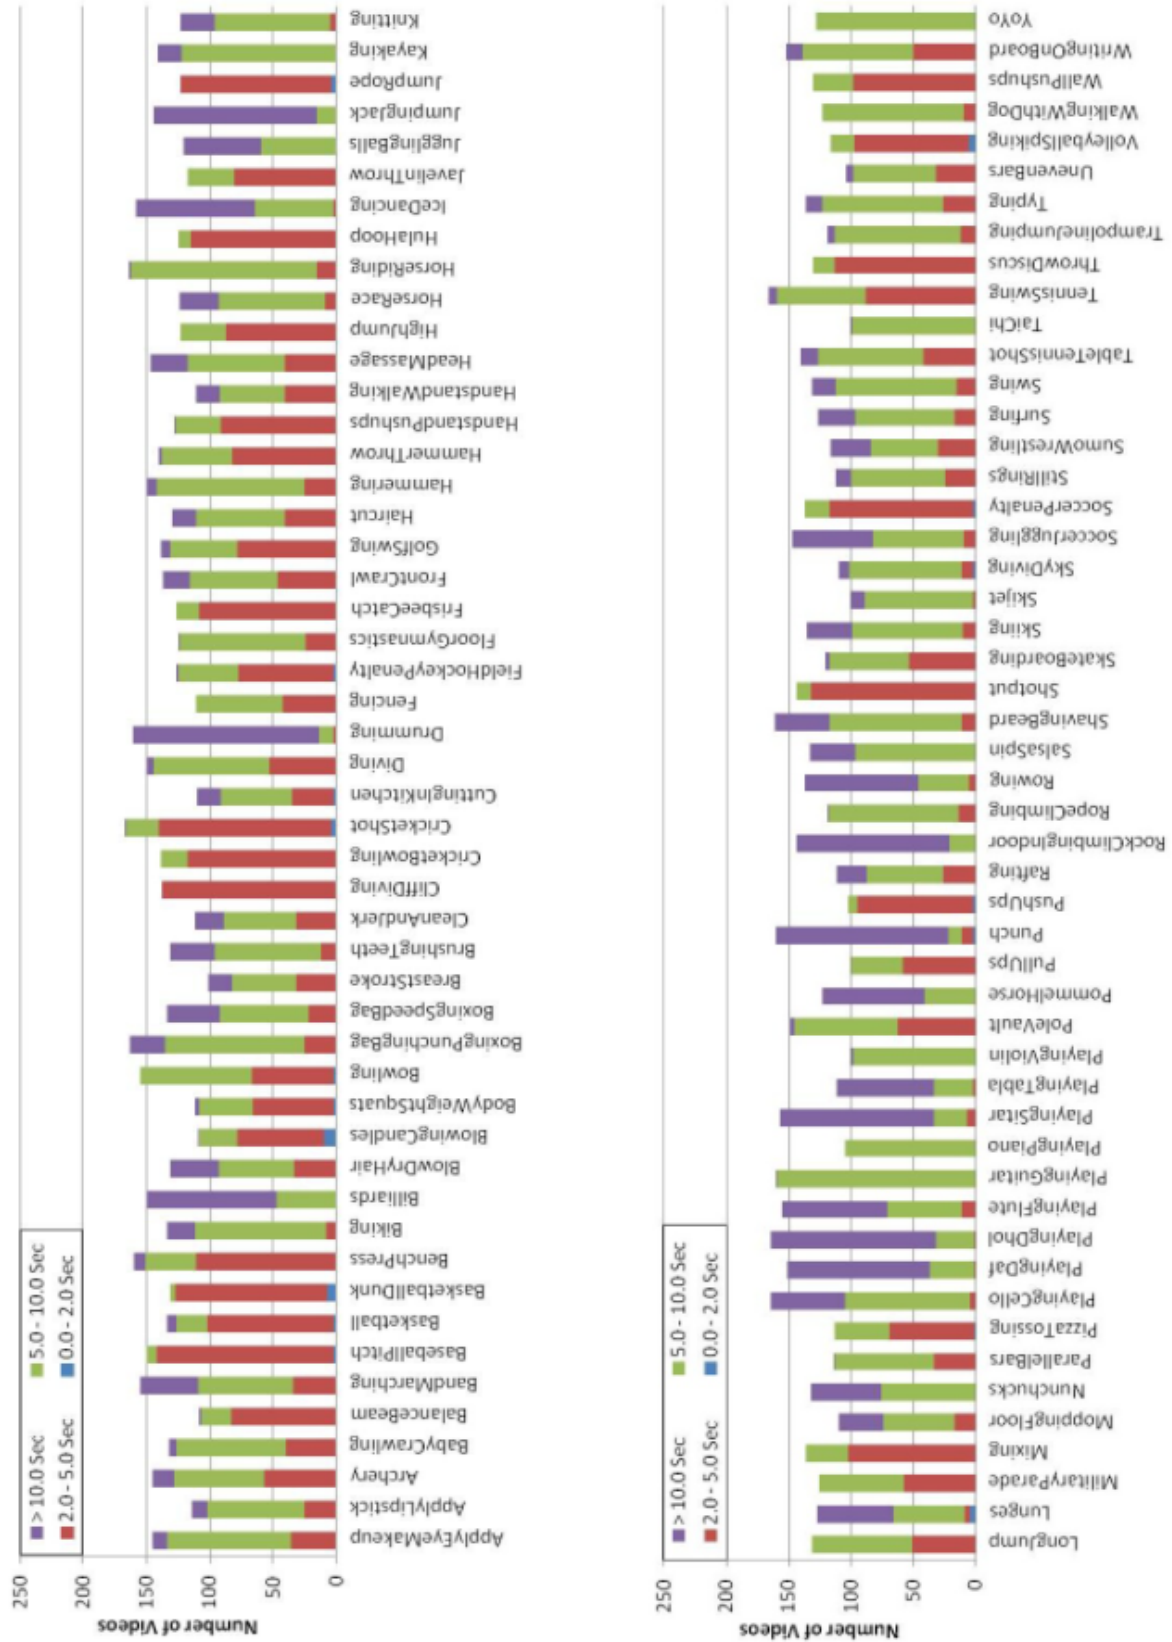 Number of Videos
250
200
150
100
50
0
> 10.0 Sec
5.0 - 10.0 Sec
2.0 - 5.0 Sec
0.0 - 2.0 Sec
ApplyEyeMakeup
ApplyLipstick
Archery
BabyCrawling
BalanceBeam
BandMarching
BaseballPitch
Basketball
BasketballDunk
BenchPress
Biking
Billiards
BlowDryHair
BlowingCandles
BodyWeightSquats
Bowling
BoxingPunchingBag
BoxingSpeedBag
BreastStroke
BrushingTeeth
CleanAndJerk
CliffDiving
CricketBowling
CricketShot
CuttingInKitchen
Diving
Drumming
Fencing
FieldHockeyPenalty
FloorGymnastics
FrisbeeCatch
FrontCrawl
GolfSwing
Haircut
Hammering
HammerThrow
HandstandPushups
HandstandWalking
HeadMassage
HighJump
HorseRace
HorseRiding
HulaHoop
IceDancing
JavelinThrow
JugglingBalls
JumpingJack
JumpRope
Kayaking
Knitting
Number of Videos
250
200
150
100
50
0
> 10.0 Sec
5.0 - 10.0 Sec
2.0 - 5.0 Sec
0.0 - 2.0 Sec
LongJump
Lunges
MilitaryParade
Mixing
MoppingFloor
Nunchucks
ParallelBars
PizzaTossing
PlayingCello
PlayingDaf
PlayingDhol
PlayingFlute
PlayingGuitar
PlayingPiano
PlayingSitar
PlayingTabla
PlayingViolin
PoleVault
PommelHorse
PullUps
Punch
PushUps
Rafting
RockClimbingIndoor
RopeClimbing
Rowing
SalsaSpin
ShavingBeard
Shotput
SkateBoarding
Skiing
Skijet
SkyDiving
SoccerJuggling
SoccerPenalty
StillRings
SumoWrestling
Surfing
Swing
TableTennisShot
TaiChi
TennisSwing
ThrowDiscus
TrampolineJumping
Typing
UnevenBars
VolleyballSpiking
WalkingWithDog
WallPushups
WritingOnBoard
YoYo